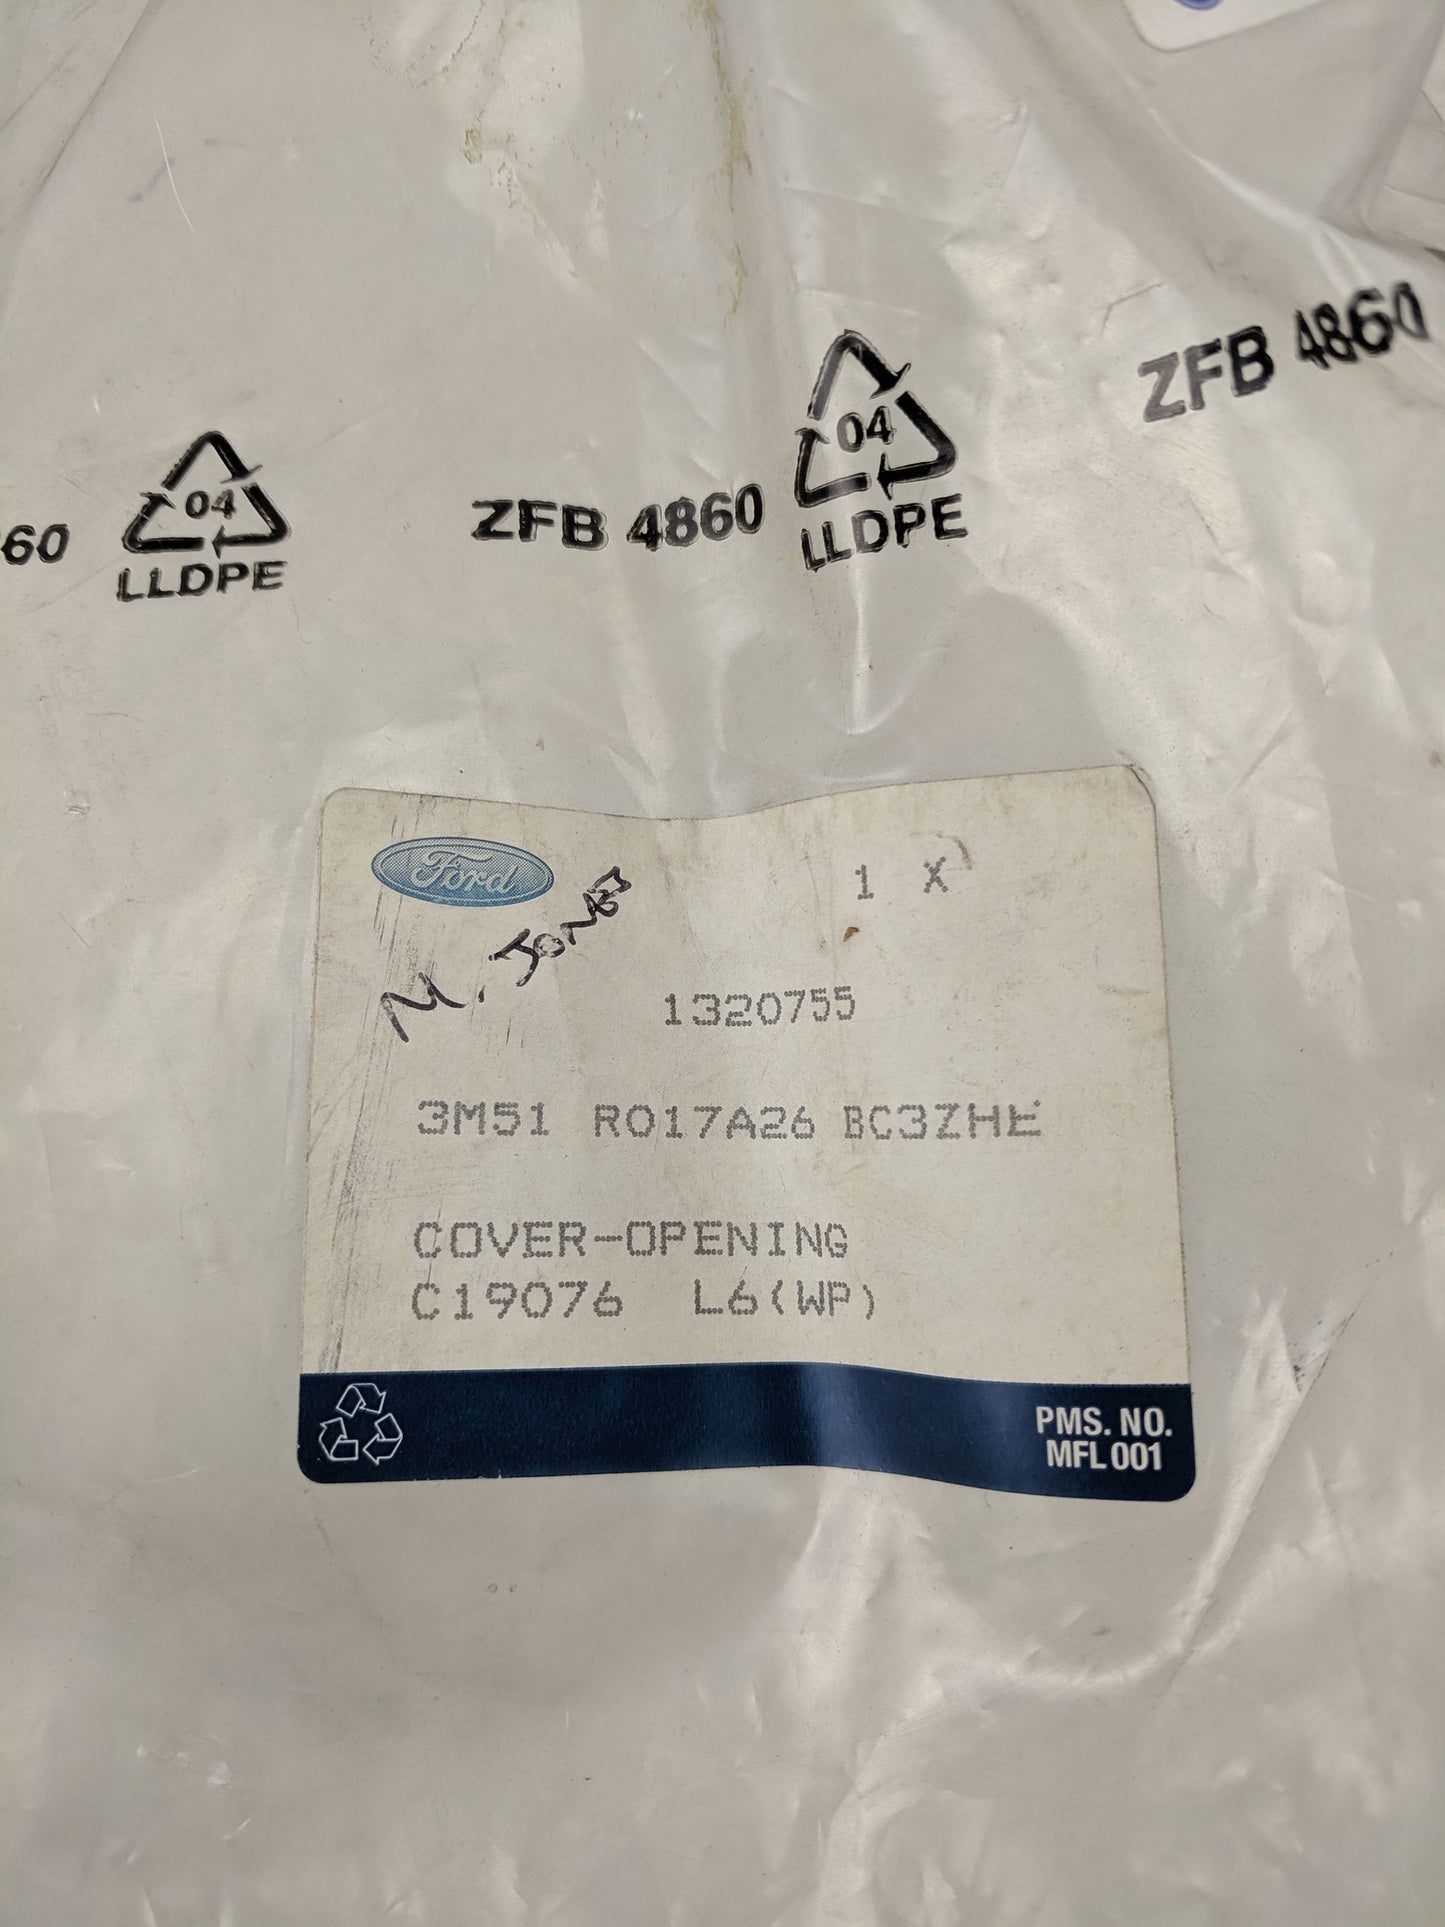 ZFB 4860
04
LLDPE
ZFB 4860
04
LLDPE
60
Ford
1 X
M. JONES
1320755
3M51 R017A26 BC3ZHE
COVER-OPENING
C19076 L6(WP)
PMS. NO.
MFL 001